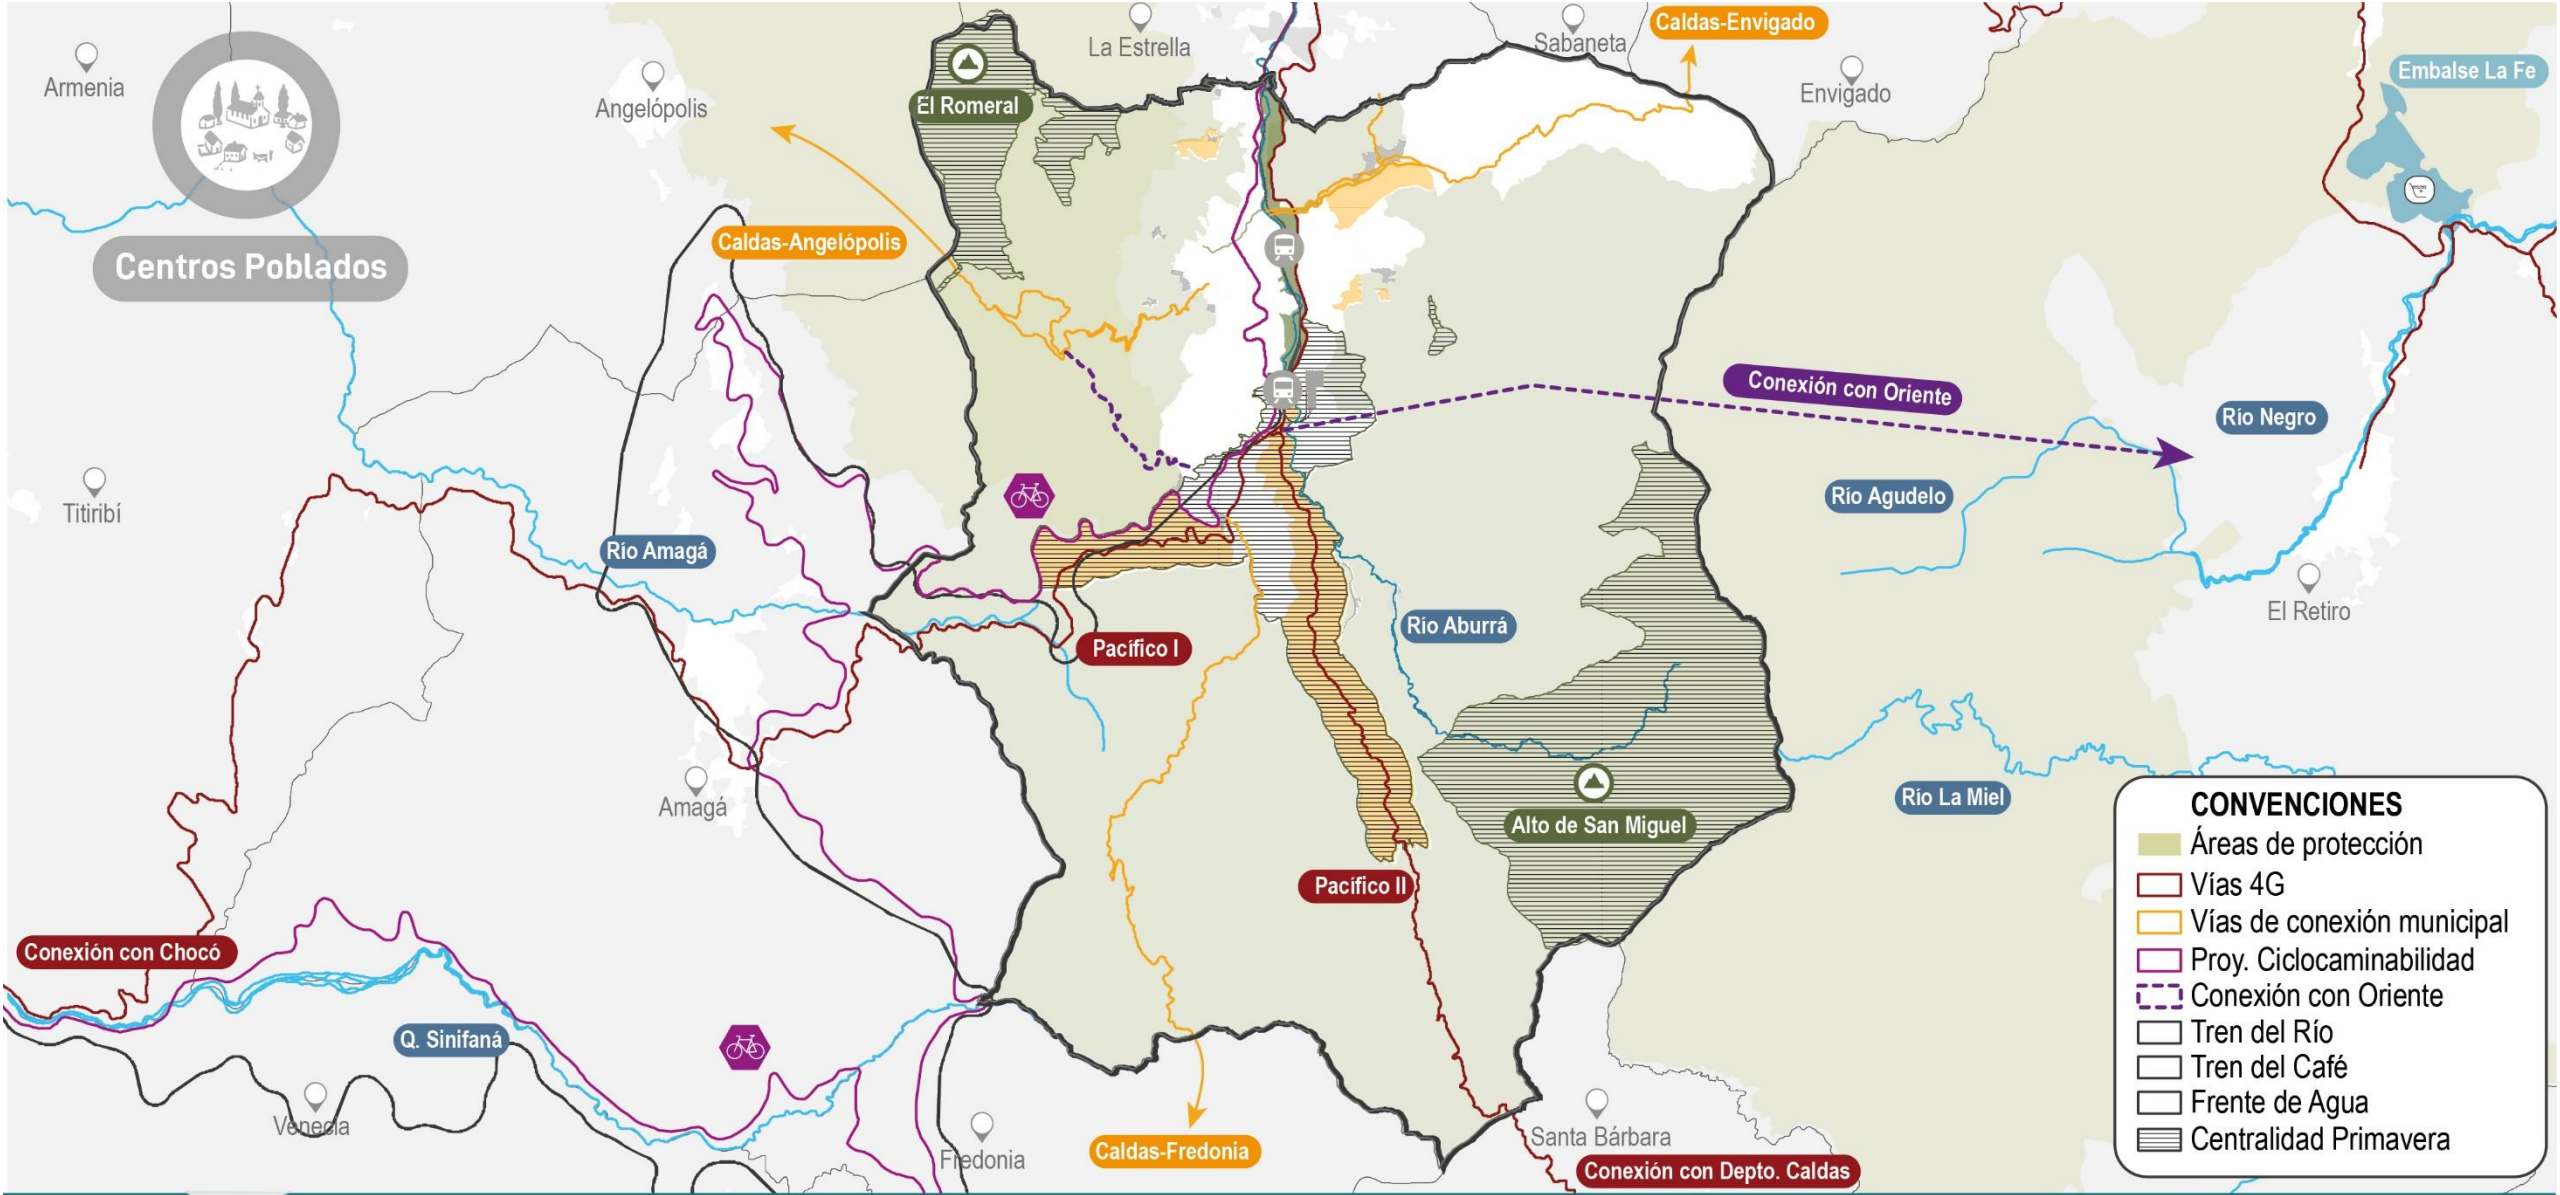 Caldas-Envigado
La Estrella
Sabaneta
Armenia
Angelópolis
El Romeral
Envigado
Embalse La Fe
Centros Poblados
Caldas-Angelópolis
Conexión con Oriente
Río Negro
Titiribí
Río Agudelo
Río Amagá
El Retiro
Río Aburrá
Pacífico I
Amagá
Río La Miel
Alto de San Miguel
Pacífico II
Conexión con Chocó
Q. Sinifaná
Venecia
Fredonia
Caldas-Fredonia
Santa Bárbara
Conexión con Depto. Caldas
CONVENCIONES
Áreas de protección
Vías 4G
Vías de conexión municipal
Proy. Ciclocaminabilidad
Conexión con Oriente
Tren del Río
Tren del Café
Frente de Agua
Centralidad Primavera